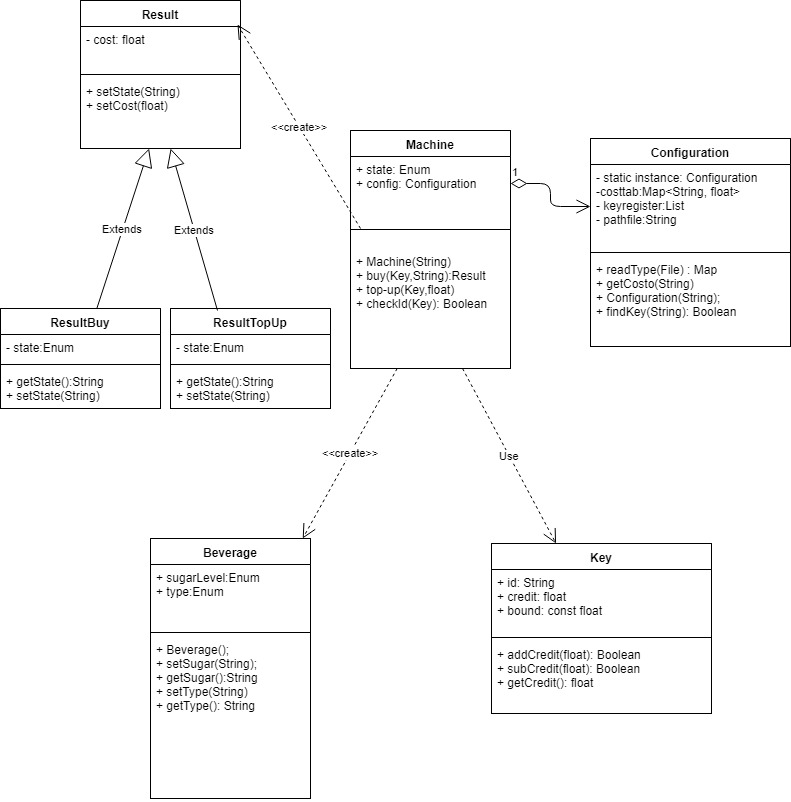 Result
- cost: float
+ setState(String)
+ setCost(float)
<<create>>
Machine
+ state: Enum
+ config: Configuration
+ Machine(String)
+ buy(Key,String):Result
+ top-up(Key,float)
+ checkId(Key): Boolean
1
Configuration
- static instance: Configuration
-costtab:Map<String, float>
- keyregister:List
- pathfile:String
+ readType(File) : Map
+ getCosto(String)
+ Configuration(String);
+ findKey(String): Boolean
Extends
Extends
ResultBuy
- state:Enum
+ getState():String
+ setState(String)
ResultTopUp
- state:Enum
+ getState():String
+ setState(String)
<<create>>
Use
Beverage
+ sugarLevel:Enum
+ type:Enum
+ Beverage();
+ setSugar(String);
+ getSugar():String
+ setType(String)
+ getType(): String
Key
+ id: String
+ credit: float
+ bound: const float
+ addCredit(float): Boolean
+ subCredit(float): Boolean
+ getCredit(): float